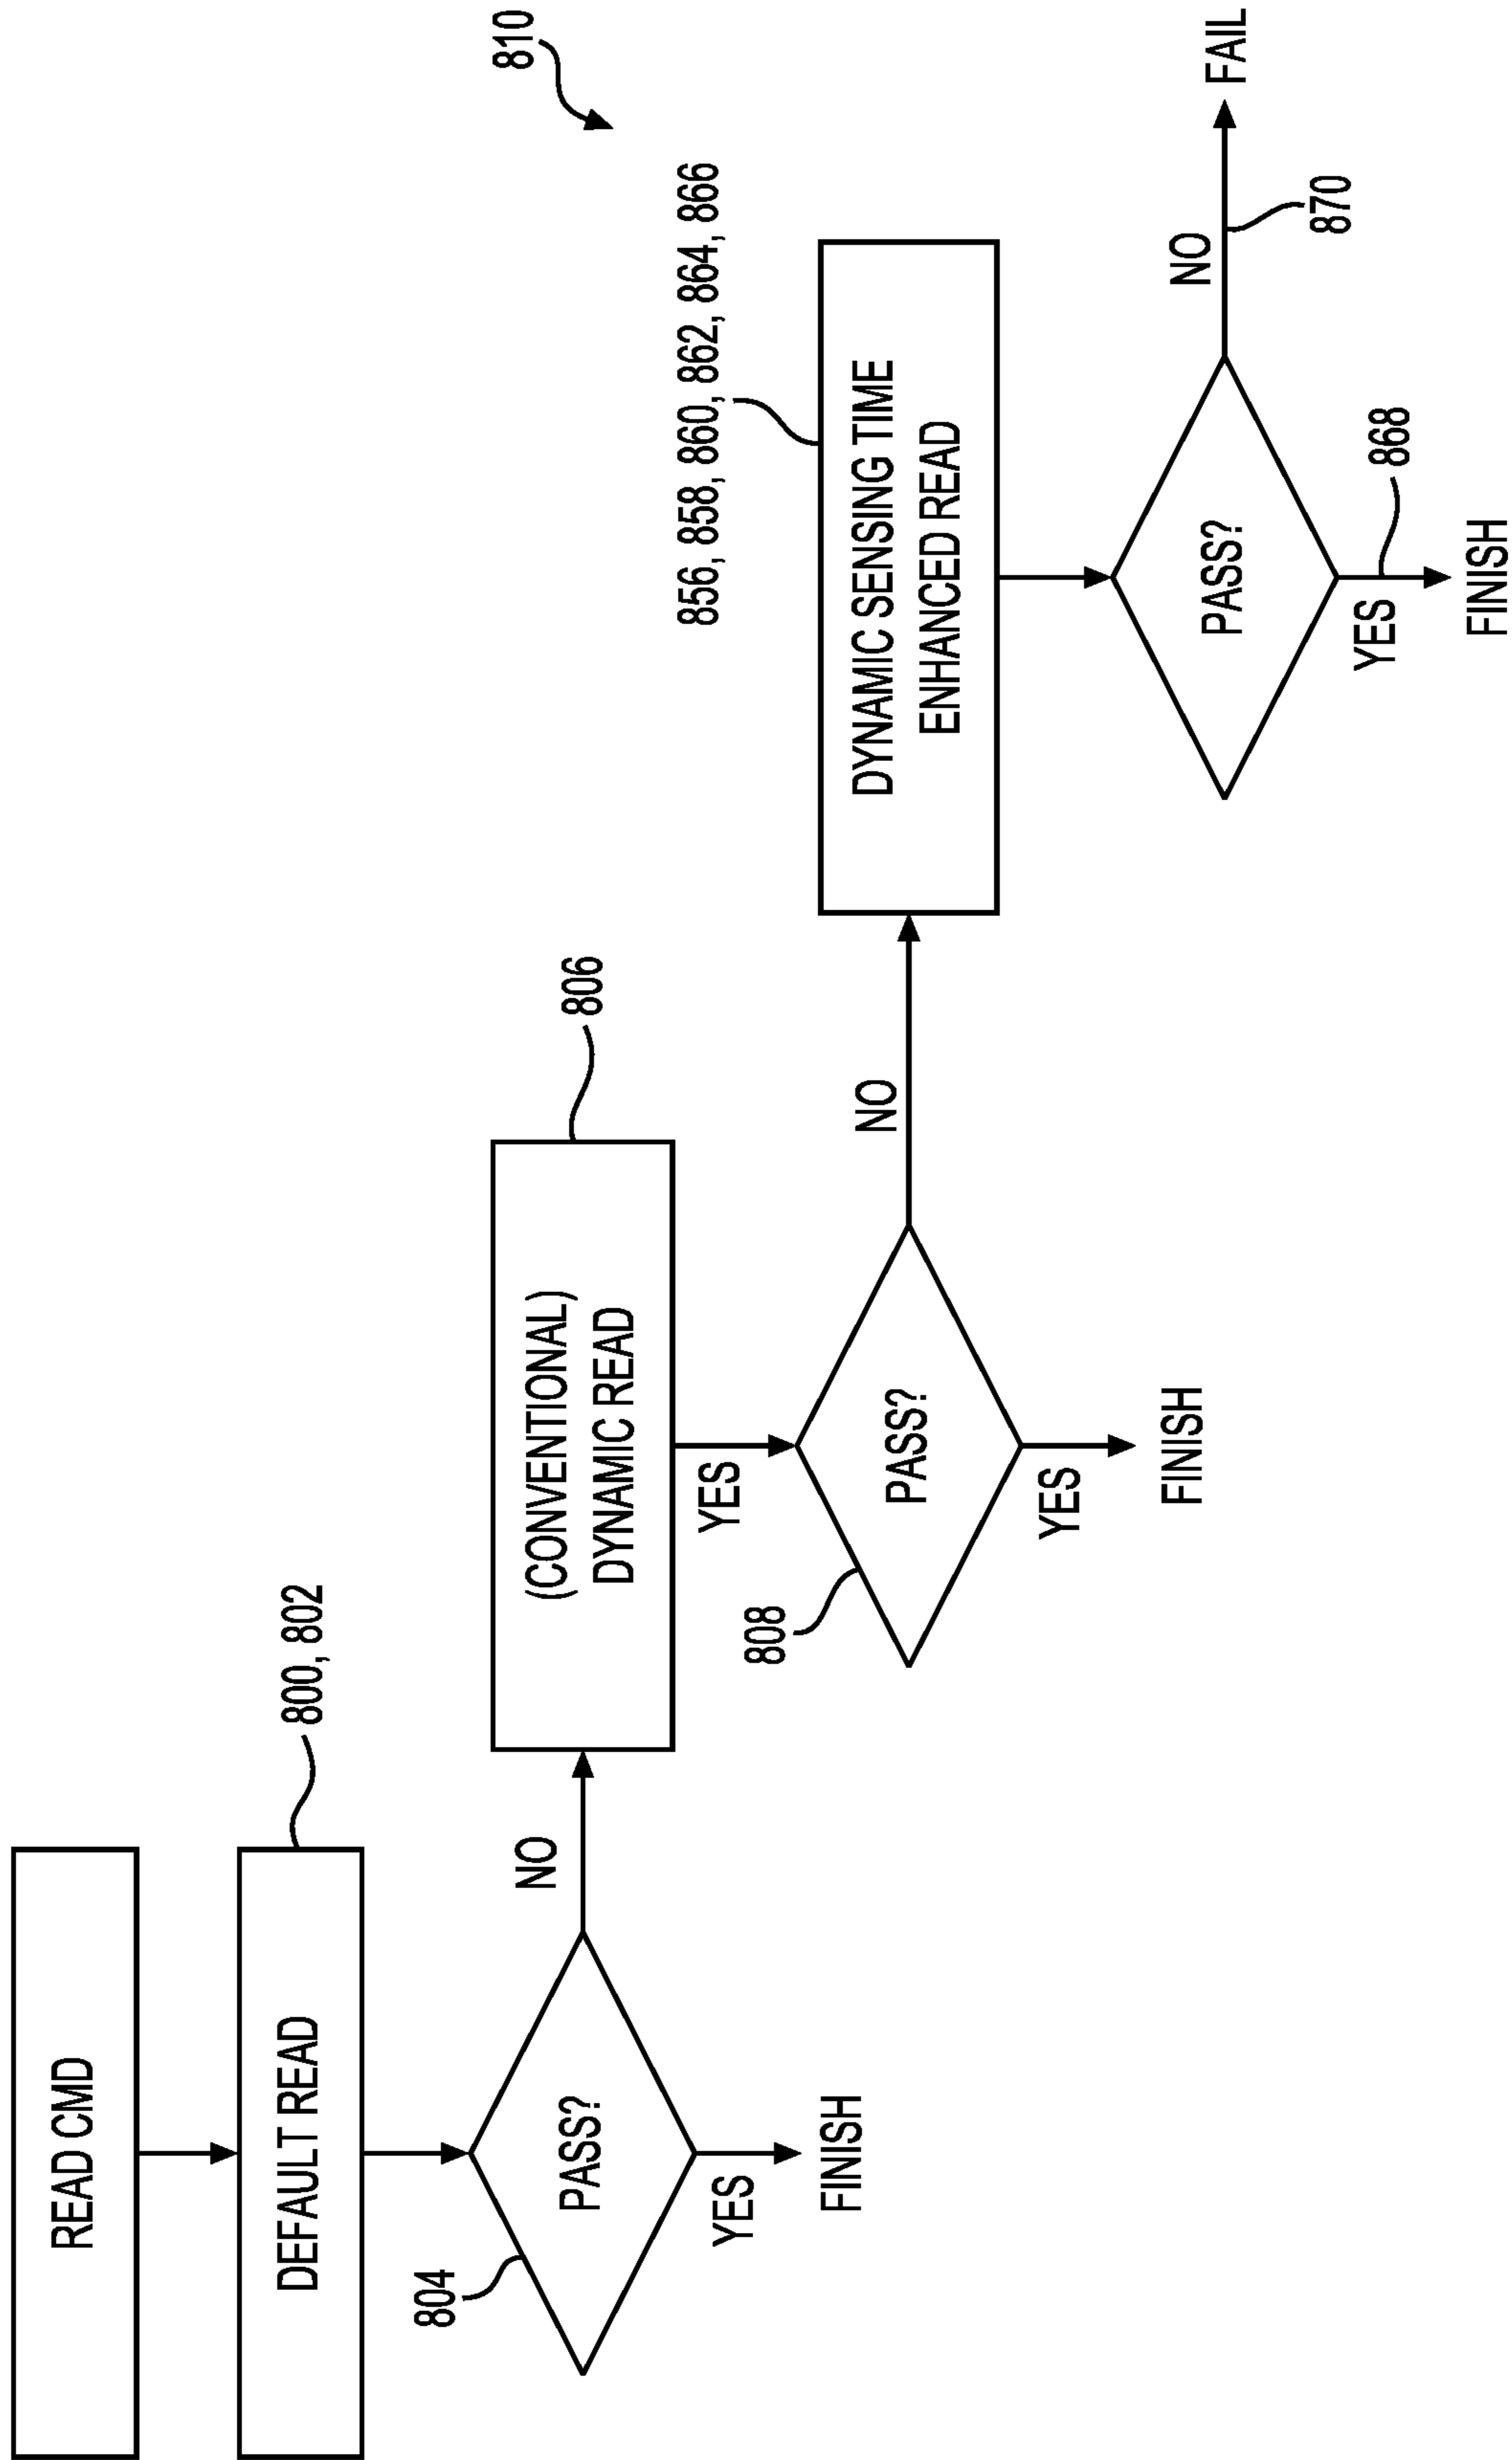 READ CMD
DEFAULT READ
800, 802
804
PASS?
NO
YES
FINISH
(CONVENTIONAL)
DYNAMIC READ
806
YES
808
PASS?
NO
YES
FINISH
810
856, 858, 860, 862, 864, 866
DYNAMIC SENSING TIME
ENHANCED READ
PASS?
NO
870
FAIL
YES
868
FINISH